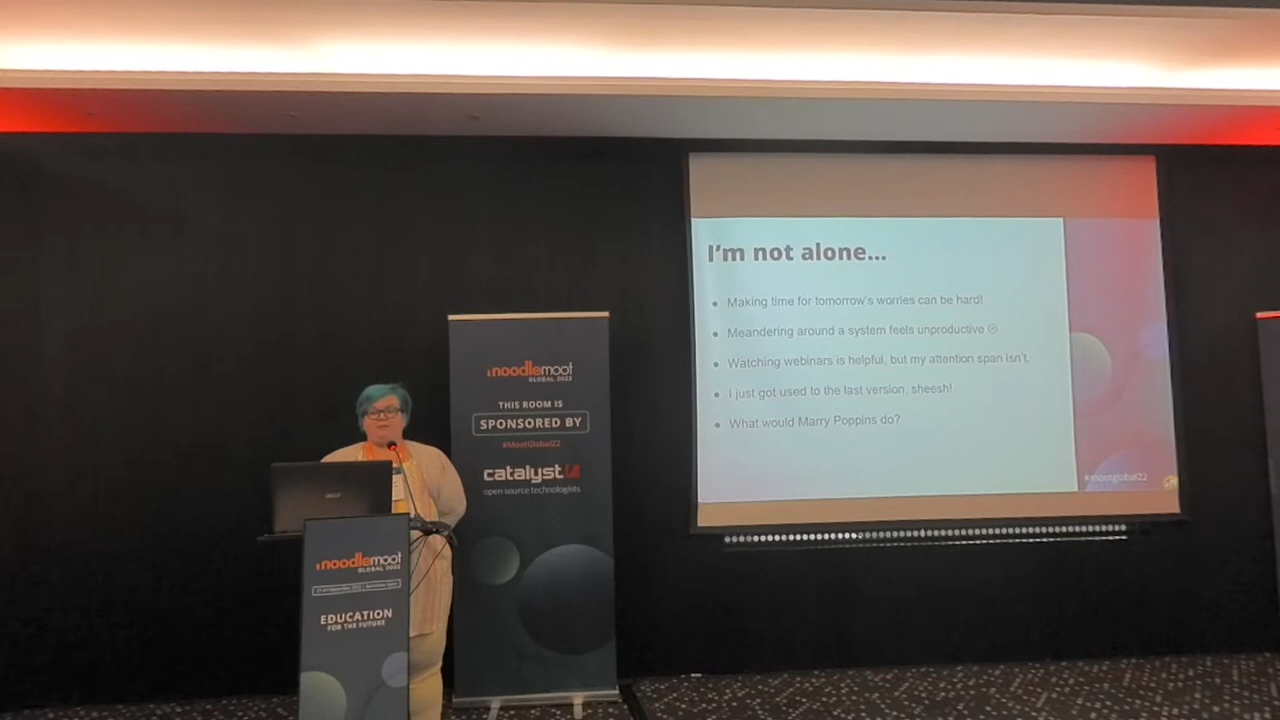 I'm not alone...
Making time for tomorrow's worries can be hard!
Meandering around a system feels unproductive ☹
Watching webinars is helpful, but my attention span isn't.
I just got used to the last version, sheesh!
What would Marry Poppins do?
#mootglobal22
moodlemoot
GLOBAL 2022
THIS ROOM IS
SPONSORED BY
#MootGlobal22
catalyst
open source technologists
acer
moodlemoot
GLOBAL 2022
EDUCATION
FOR THE FUTURE